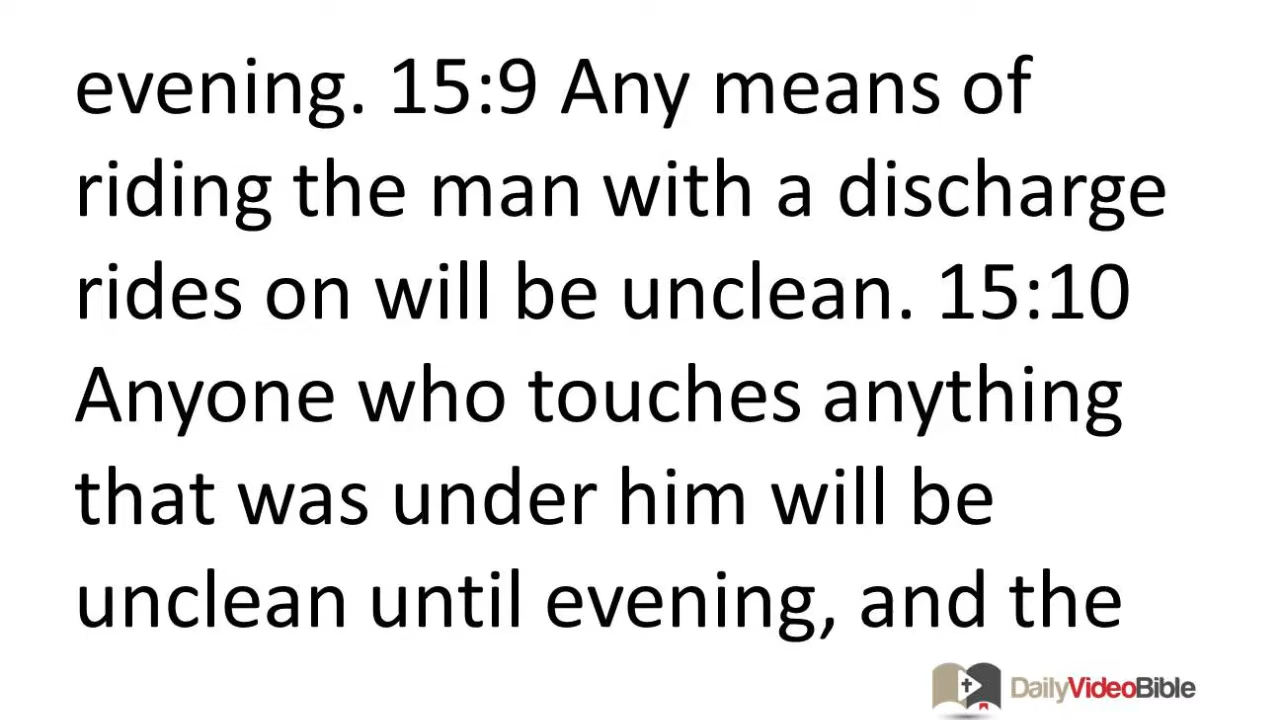 evening. 15:9 Any means of
riding the man with a discharge
rides on will be unclean. 15:10
Anyone who touches anything
that was under him will be
unclean until evening, and the
DailyVideoBible